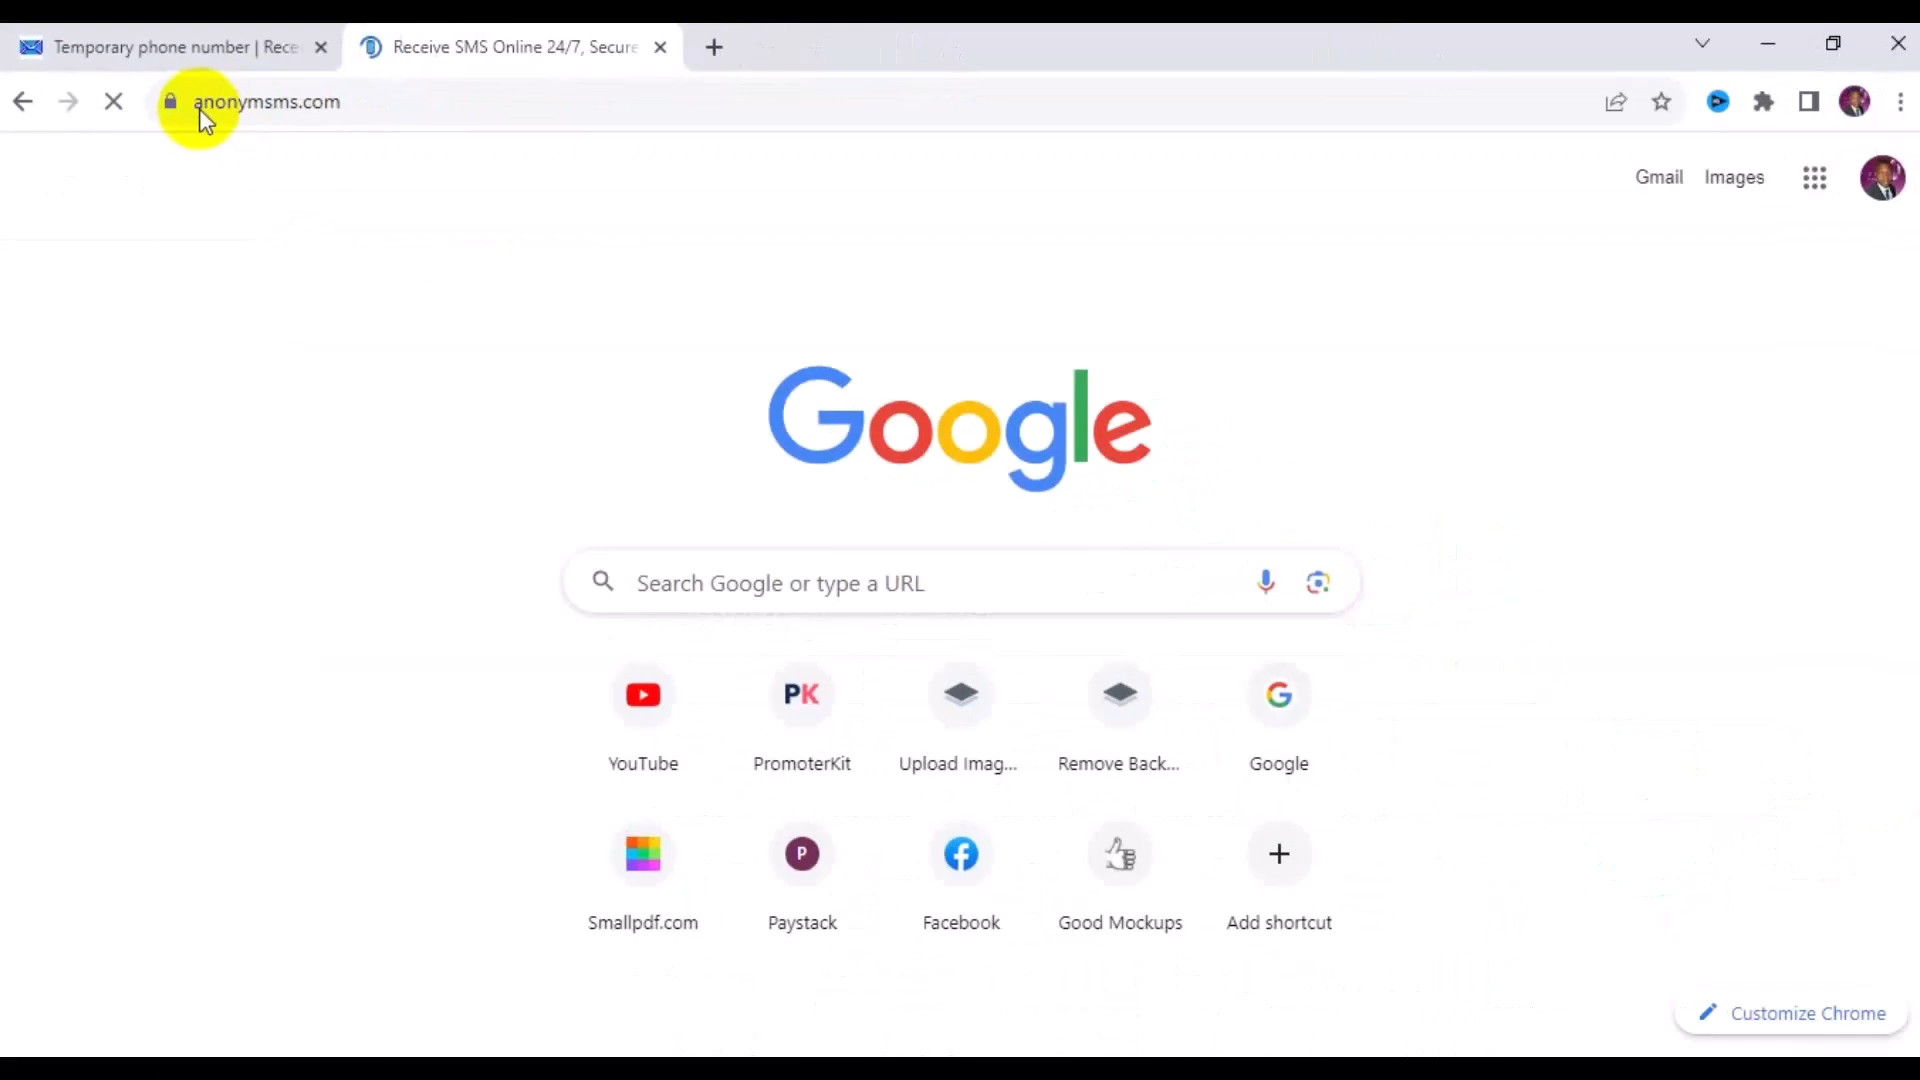 Temporary phone number | Rece
Receive SMS Online 24/7, Secure
anonymsms.com
Gmail Images
Google
Search Google or type a URL
PK
YouTube PromoterKit Upload Imag... Remove Back... Google
P
Smallpdf.com Paystack Facebook Good Mockups Add shortcut
Customize Chrome